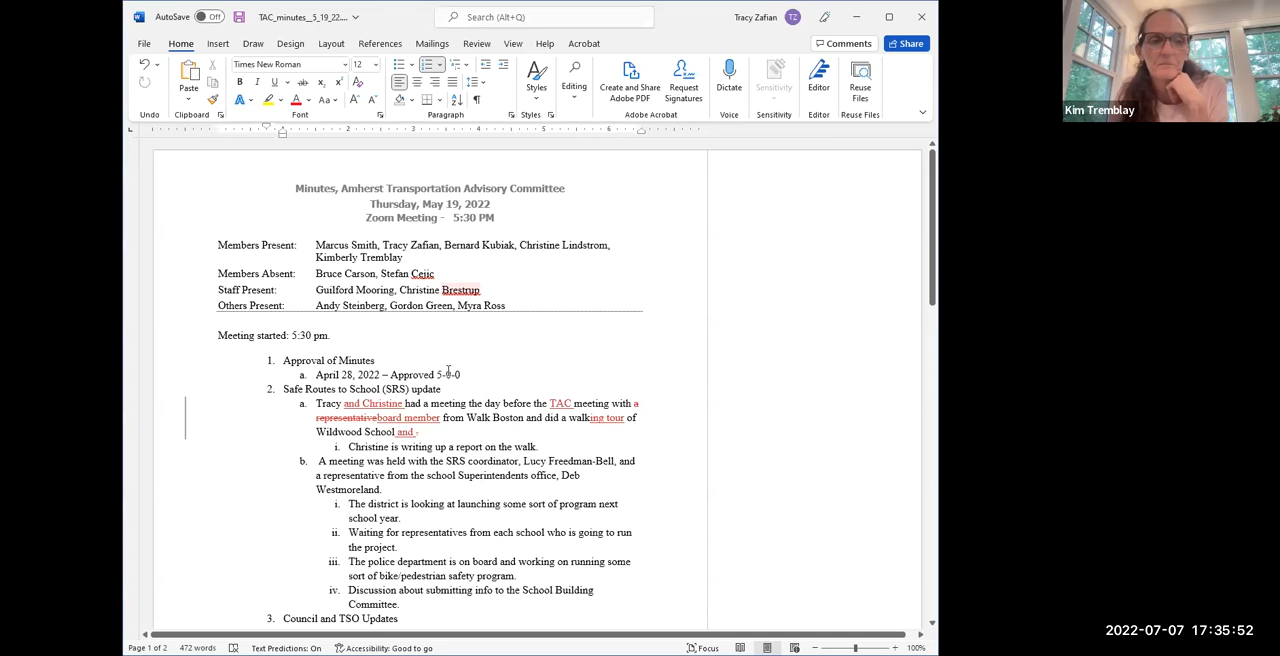 AutoSave Off TAC_minutes_5_19_22.... Search (Alt+Q) Tracy Zafian TZ
File Home Insert Draw Design Layout References Mailings Review View Help Acrobat Comments Share
Times New Roman 12
Paste Styles Editing Create and Share Adobe PDF Request Signatures Dictate Sensitivity Editor Reuse Files
Undo Clipboard Font Paragraph Styles Adobe Acrobat Voice Sensitivity Editor Reuse Files
Kim Tremblay
Minutes, Amherst Transportation Advisory Committee
Thursday, May 19, 2022
Zoom Meeting - 5:30 PM
Members Present: Marcus Smith, Tracy Zafian, Bernard Kubiak, Christine Lindstrom,
Kimberly Tremblay
Members Absent: Bruce Carson, Stefan Cejic
Staff Present: Guilford Mooring, Christine Brestrup
Others Present: Andy Steinberg, Gordon Green, Myra Ross
Meeting started: 5:30 pm.
1. Approval of Minutes
a. April 28, 2022 – Approved 5-0-0
2. Safe Routes to School (SRS) update
a. Tracy and Christine had a meeting the day before the TAC meeting with a
representativeboard member from Walk Boston and did a walking tour of
Wildwood School and .
i. Christine is writing up a report on the walk.
b. A meeting was held with the SRS coordinator, Lucy Freedman-Bell, and
a representative from the school Superintendents office, Deb
Westmoreland.
i. The district is looking at launching some sort of program next
school year.
ii. Waiting for representatives from each school who is going to run
the project.
iii. The police department is on board and working on running some
sort of bike/pedestrian safety program.
iv. Discussion about submitting info to the School Building
Committee.
3. Council and TSO Updates
Page 1 of 2 472 words Text Predictions: On Accessibility: Good to go Focus 100%
2022-07-07 17:35:52